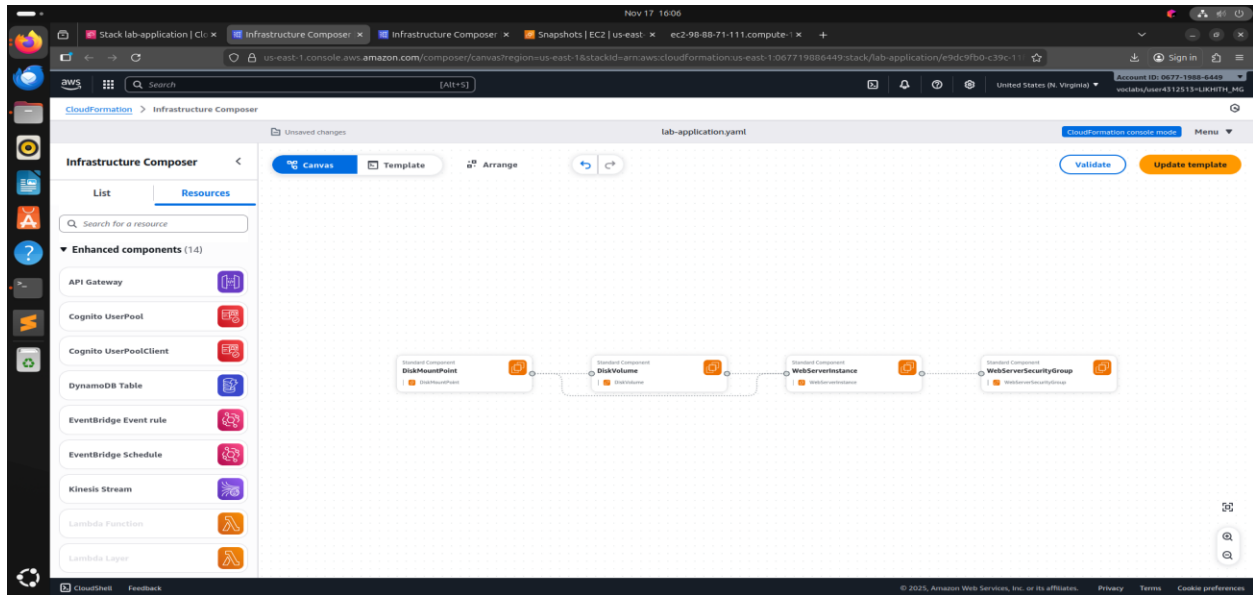 Nov 17 16:06
Stack lab-application | Clo ×
Infrastructure Composer ×
Infrastructure Composer ×
Snapshots | EC2 | us-east- ×
ec2-98-88-71-111.compute-1 ×
us-east-1.console.aws.amazon.com/composer/canvas?region=us-east-1&stackId=arn:aws:cloudformation:us-east-1:067719886449:stack/lab-application/e9dc9fb0-c39c-11
Sign in
aws
Search
[Alt+S]
United States (N. Virginia)
Account ID: 0677-1988-6449
voclabs/user4312513=LIKHITH_MG
CloudFormation > Infrastructure Composer
Unsaved changes
lab-application.yaml
CloudFormation console mode
Menu
Infrastructure Composer
Canvas
Template
Arrange
Validate
Update template
List
Resources
Search for a resource
Enhanced components (14)
API Gateway
Cognito UserPool
Cognito UserPoolClient
DynamoDB Table
EventBridge Event rule
EventBridge Schedule
Kinesis Stream
Lambda Function
Lambda Layer
Standard Component
DiskMountPoint
DiskMountPoint
Standard Component
DiskVolume
DiskVolume
Standard Component
WebServerInstance
WebServerInstance
Standard Component
WebServerSecurityGroup
WebServerSecurityGroup
CloudShell
Feedback
© 2025, Amazon Web Services, Inc. or its affiliates.
Privacy
Terms
Cookie preferences